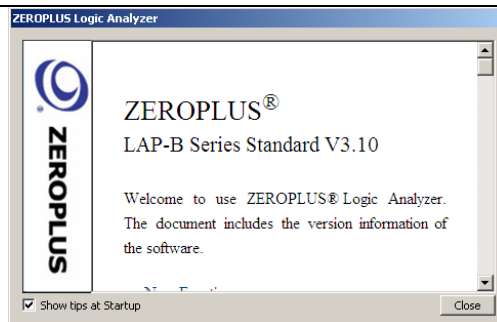 ZEROPLUS Logic Analyzer
ZEROPLUS
ZEROPLUS®
LAP-B Series Standard V3.10
Welcome to use ZEROPLUS® Logic Analyzer.
The document includes the version information of
the software.
Show tips at Startup
Close